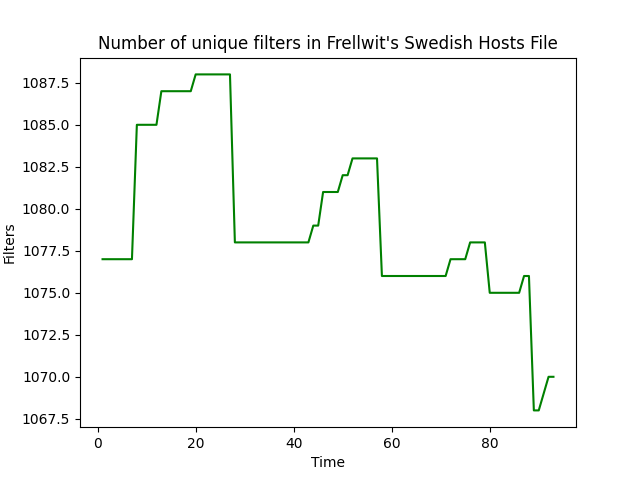 Number of unique filters in Frellwit's Swedish Hosts File
1087.5
1085.0
1082.5
1080.0
1077.5
1075.0
1072.5
1070.0
1067.5
Filters
0 20 40 60 80
Time